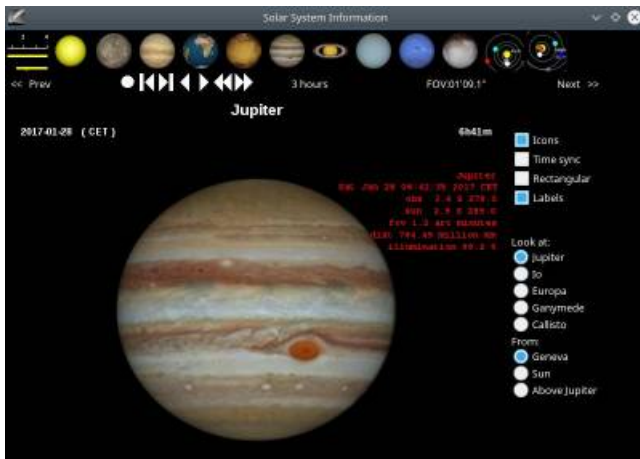 Solar System Information
<< Prev
3 hours
FOV:01'09.1"
Next >>
Jupiter
2017-01-28 (CET)
6h41m
Jupiter
Icons
Time sync
Rectangular
Labels
Look at:
Jupiter
Io
Europa
Ganymede
Callisto
From:
Geneva
Sun
Above Jupiter